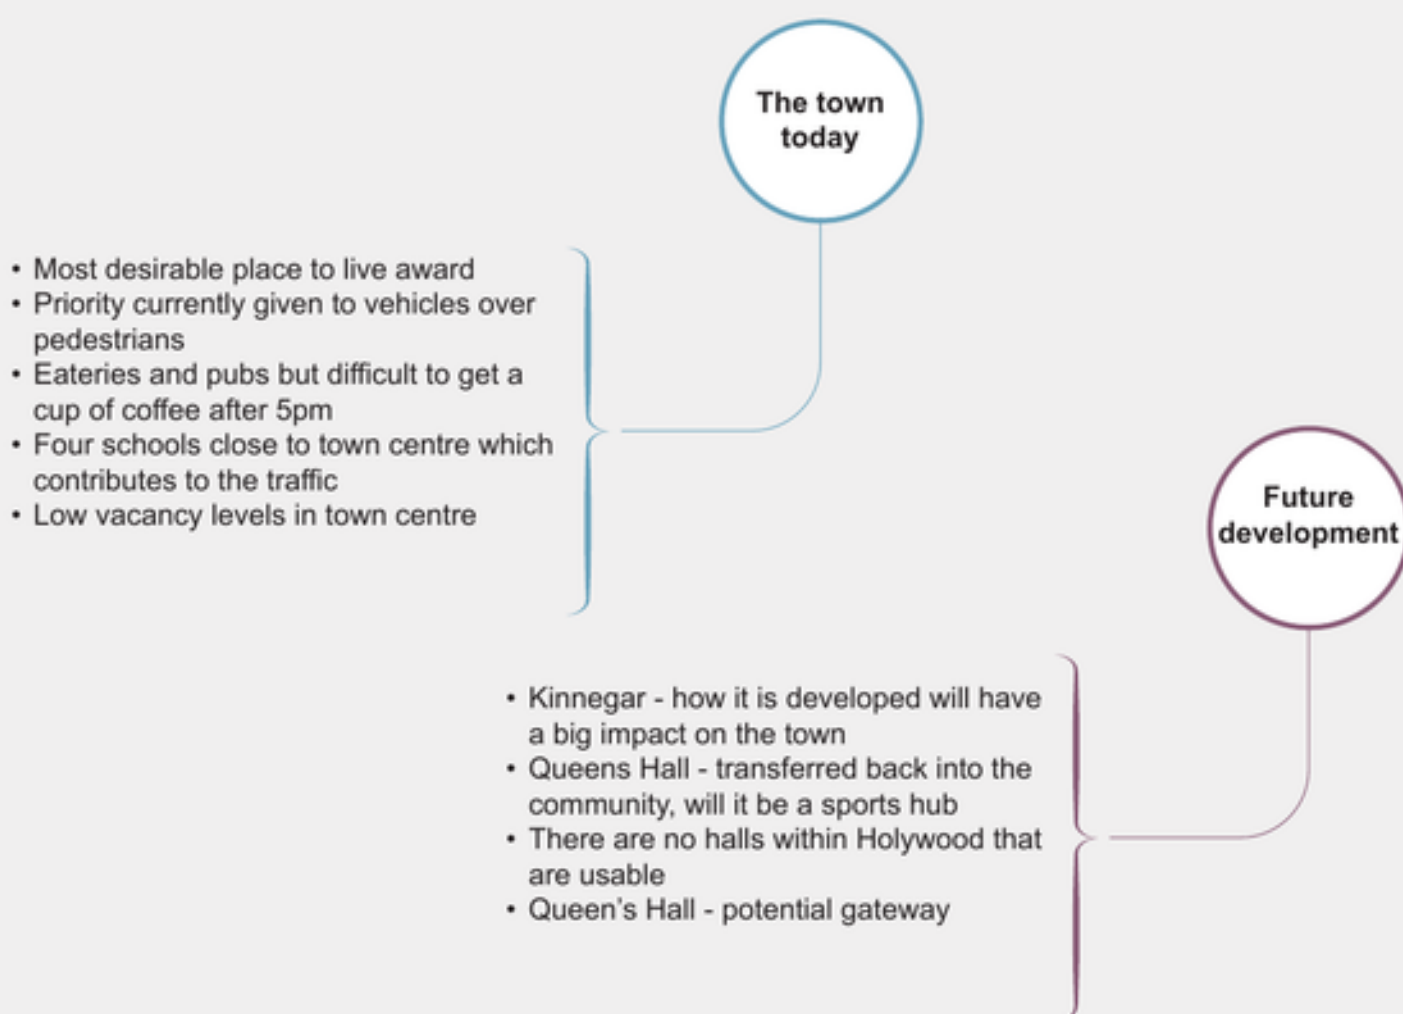 The town
today
• Most desirable place to live award
• Priority currently given to vehicles over
pedestrians
• Eateries and pubs but difficult to get a
cup of coffee after 5pm
• Four schools close to town centre which
contributes to the traffic
• Low vacancy levels in town centre
Future
development
• Kinnegar - how it is developed will have
a big impact on the town
• Queens Hall - transferred back into the
community, will it be a sports hub
• There are no halls within Holywood that
are usable
• Queen’s Hall - potential gateway